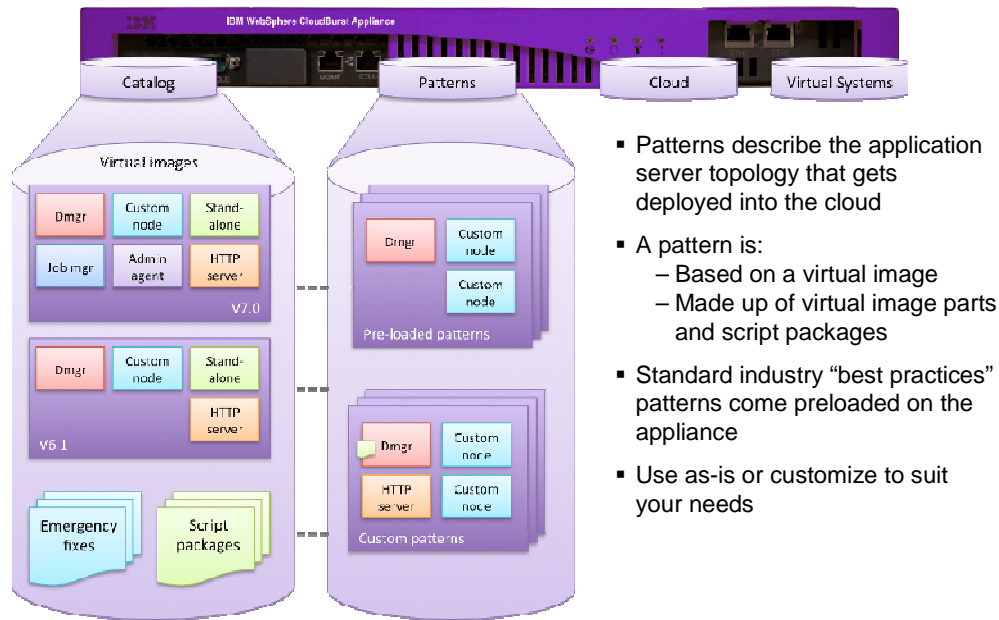 IBM
IBM WebSphere CloudBurst Appliance
MGMT
Catalog
Patterns
Cloud
Virtual Systems
Virtual images
Dmgr
Custom
node
Stand-
alone
Job mgr
Admin
agent
HTTP
server
V7.0
Dmgr
Custom
node
Stand-
alone
HTTP
server
V6.1
Emergency
fixes
Script
packages
Dmgr
Custom
node
Custom
node
Pre-loaded patterns
Dmgr
Custom
node
HTTP
server
Custom
node
Custom patterns
▪ Patterns describe the application
server topology that gets
deployed into the cloud
▪ A pattern is:
– Based on a virtual image
– Made up of virtual image parts
and script packages
▪ Standard industry “best practices”
patterns come preloaded on the
appliance
▪ Use as-is or customize to suit
your needs